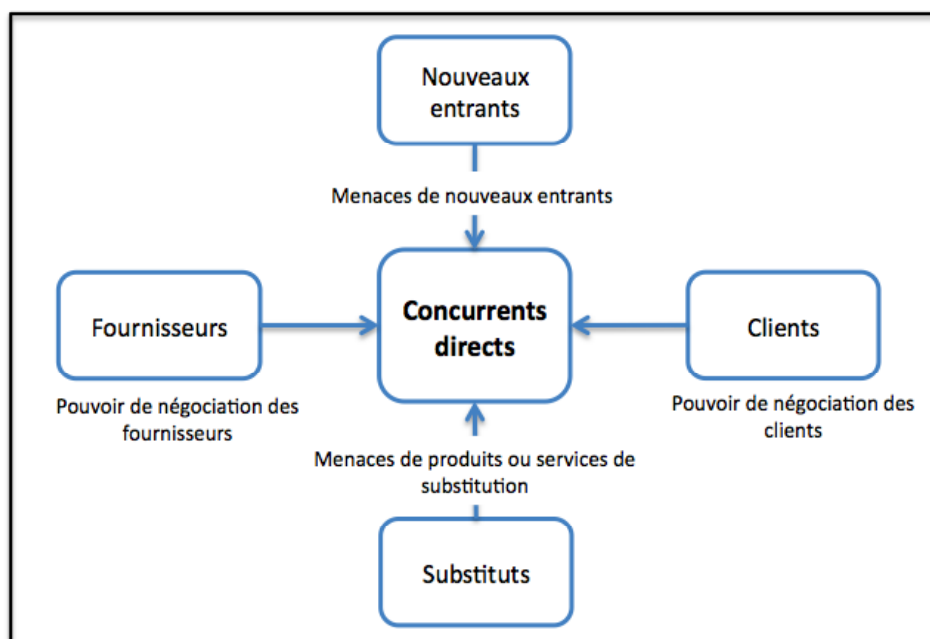 Nouveaux
entrants
Menaces de nouveaux entrants
Fournisseurs
Concurrents
directs
Clients
Pouvoir de négociation des
fournisseurs
Pouvoir de négociation des
clients
Menaces de produits ou services de
substitution
Substituts